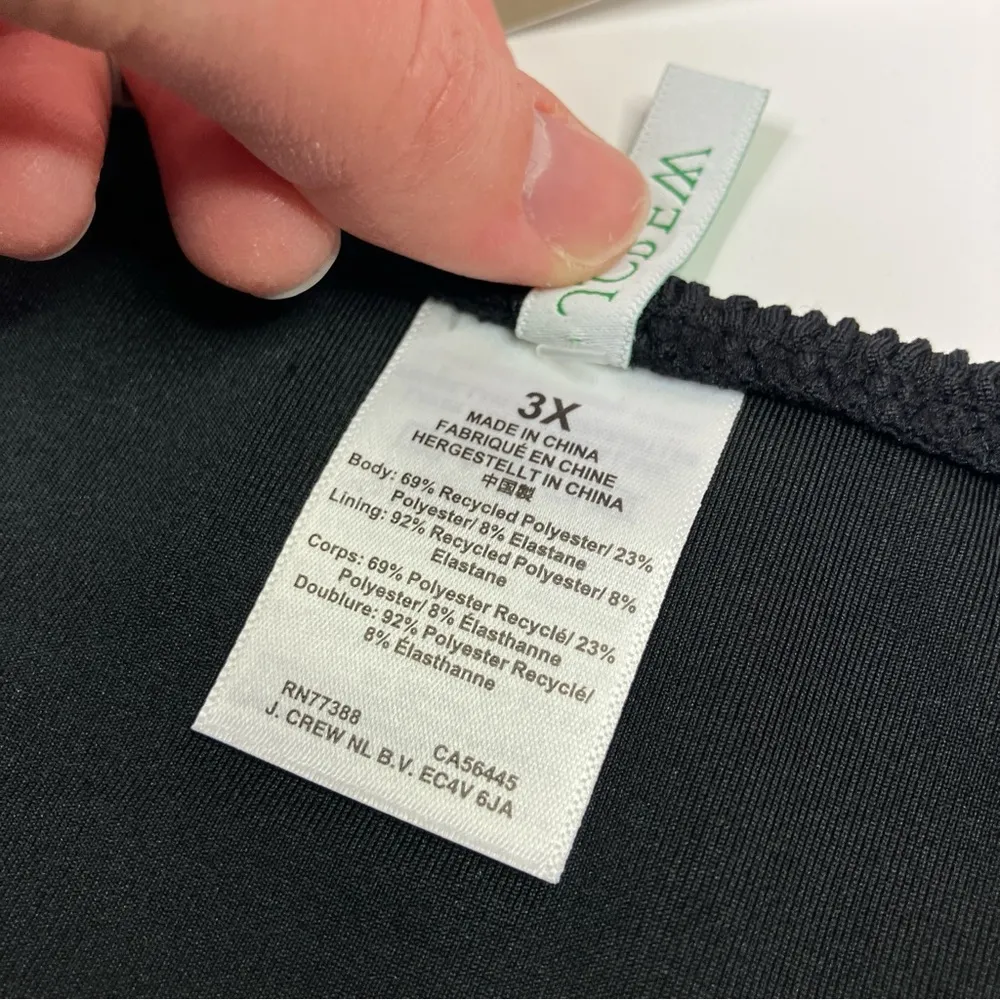 J.CREW
3X
MADE IN CHINA
FABRIQUÉ EN CHINE
HERGESTELLT IN CHINA
中国製
Body: 69% Recycled Polyester/ 23%
Polyester/ 8% Elastane
Lining: 92% Recycled Polyester/ 8%
Elastane
Corps: 69% Polyester Recyclé/ 23%
Polyester/ 8% Élasthanne
Doublure: 92% Polyester Recyclé/
8% Élasthanne
RN77388 CA56445
J. CREW NL B.V. EC4V 6JA